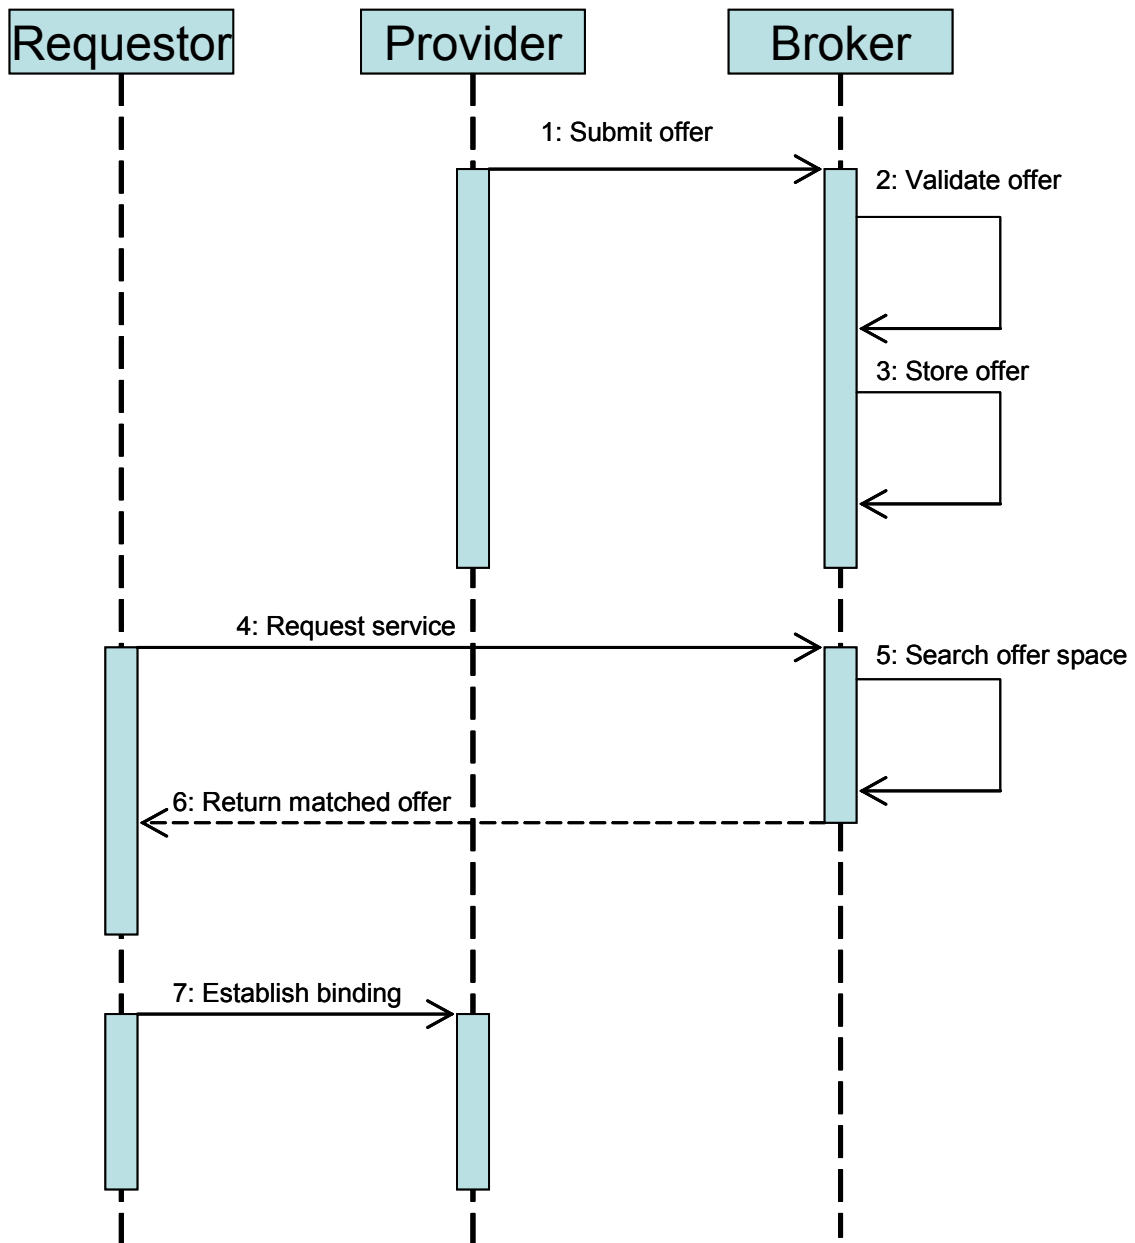 Requestor
Provider
Broker
1: Submit offer
2: Validate offer
3: Store offer
4: Request service
5: Search offer space
6: Return matched offer
7: Establish binding